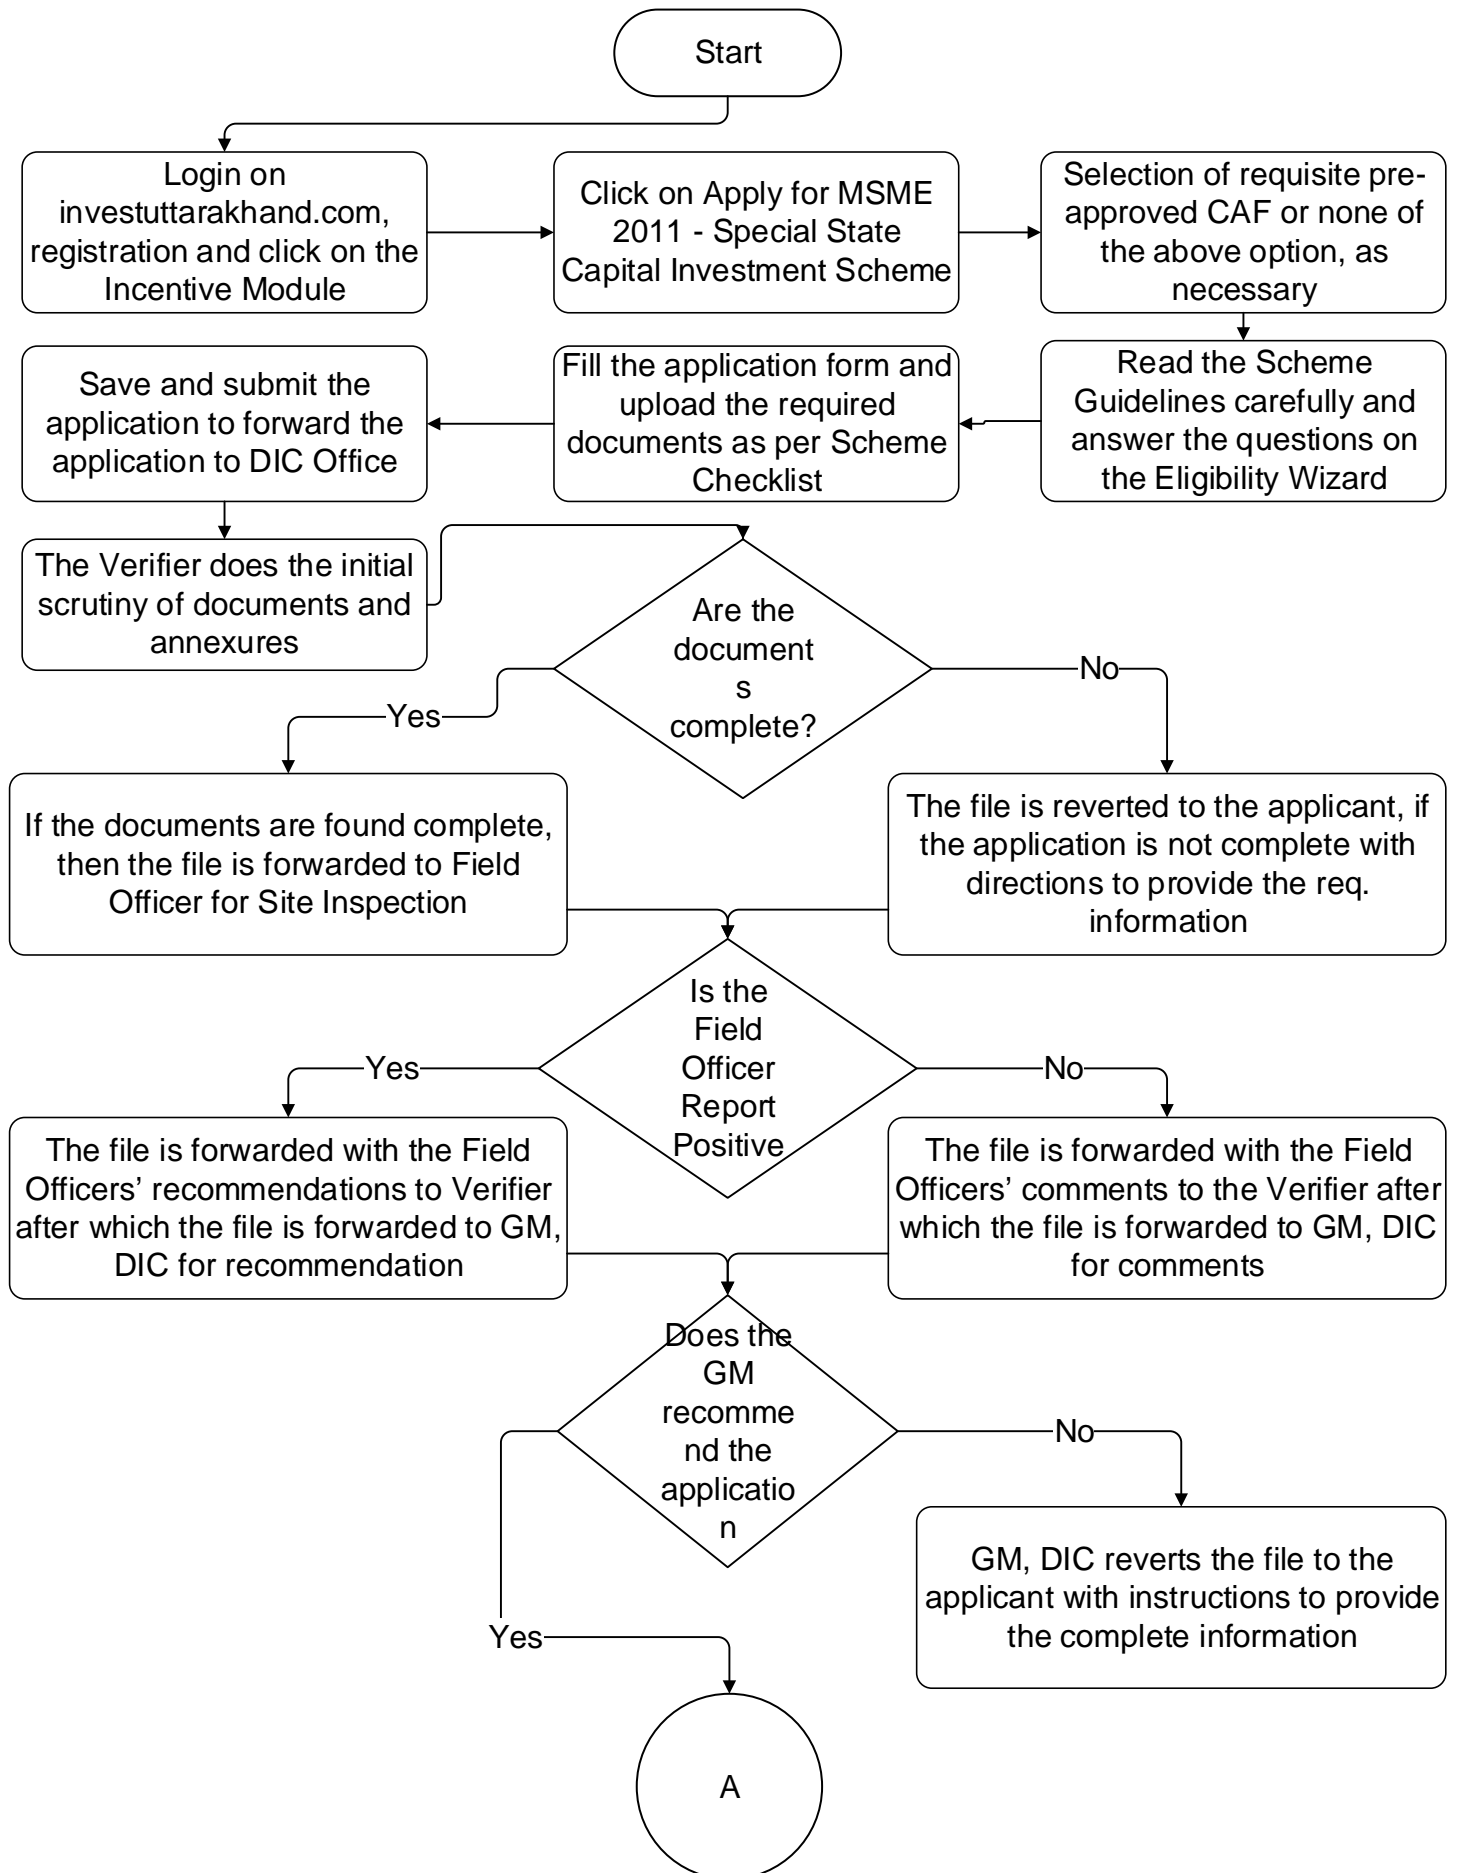 Start
Login on
investuttarakhand.com,
registration and click on the
Incentive Module
Click on Apply for MSME
2011 - Special State
Capital Investment Scheme
Selection of requisite pre-
approved CAF or none of
the above option, as
necessary
Read the Scheme
Guidelines carefully and
answer the questions on
the Eligibility Wizard
Fill the application form and
upload the required
documents as per Scheme
Checklist
Save and submit the
application to forward the
application to DIC Office
The Verifier does the initial
scrutiny of documents and
annexures
Are the
document
s
complete?
Yes
No
If the documents are found complete,
then the file is forwarded to Field
Officer for Site Inspection
The file is reverted to the applicant, if
the application is not complete with
directions to provide the req.
information
Is the
Field
Officer
Report
Positive
Yes
No
The file is forwarded with the Field
Officers’ recommendations to Verifier
after which the file is forwarded to GM,
DIC for recommendation
The file is forwarded with the Field
Officers’ comments to the Verifier after
which the file is forwarded to GM, DIC
for comments
Does the
GM
recomme
nd the
applicatio
n
No
Yes
GM, DIC reverts the file to the
applicant with instructions to provide
the complete information
A